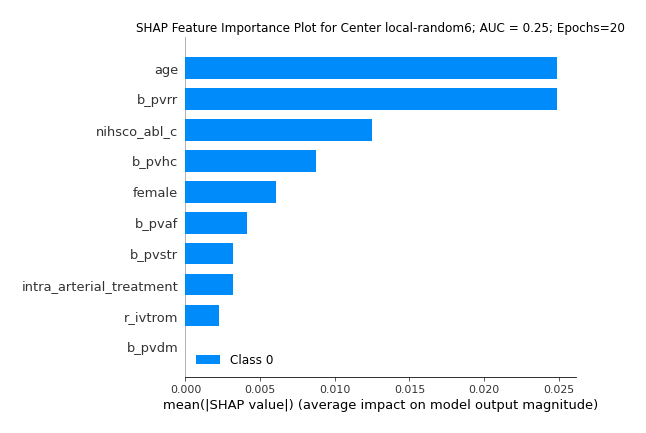 SHAP Feature Importance Plot for Center local-random6; AUC = 0.25; Epochs=20
age
b_pvrr
nihsco_abl_c
b_pvhc
female
b_pvaf
b_pvstr
intra_arterial_treatment
r_ivtrom
b_pvdm
Class 0
0.000 0.005 0.010 0.015 0.020 0.025
mean(|SHAP value|) (average impact on model output magnitude)